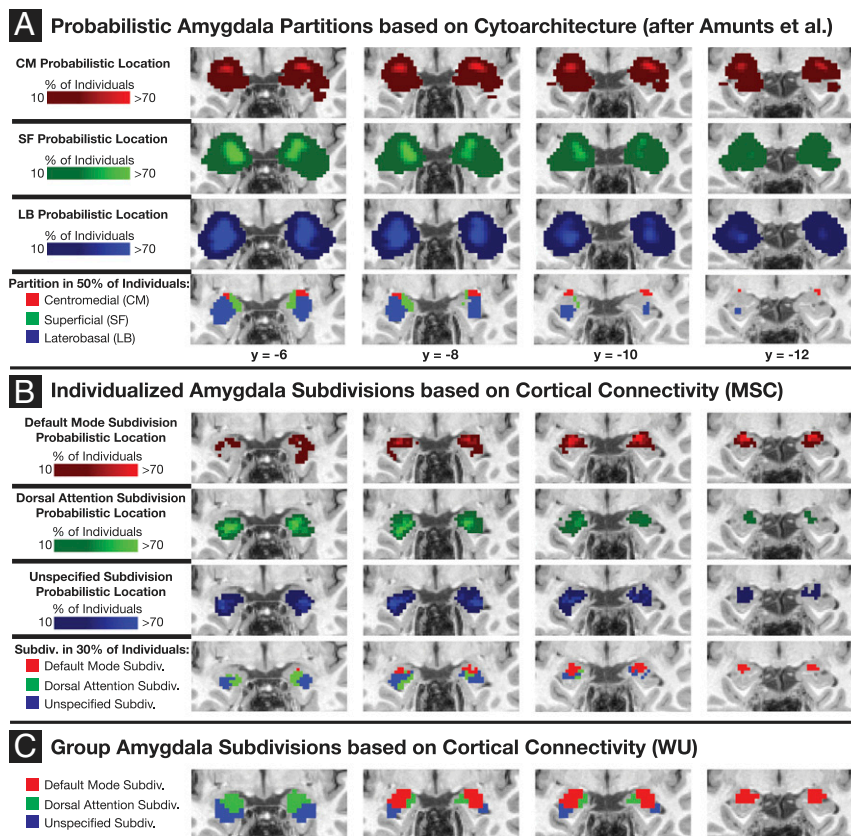 A Probabilistic Amygdala Partitions based on Cytoarchitecture (after Amunts et al.)
CM Probabilistic Location
% of Individuals
10 >70
SF Probabilistic Location
% of Individuals
10 >70
LB Probabilistic Location
% of Individuals
10 >70
Partition in 50% of Individuals:
Centromedial (CM)
Superficial (SF)
Laterobasal (LB)
y = -6 y = -8 y = -10 y = -12
B Individualized Amygdala Subdivisions based on Cortical Connectivity (MSC)
Default Mode Subdivision
Probabilistic Location
% of Individuals
10 >70
Dorsal Attention Subdivision
Probabilistic Location
% of Individuals
10 >70
Unspecified Subdivision
Probabilistic Location
% of Individuals
10 >70
Subdiv. in 30% of Individuals:
Default Mode Subdiv.
Dorsal Attention Subdiv.
Unspecified Subdiv.
C Group Amygdala Subdivisions based on Cortical Connectivity (WU)
Default Mode Subdiv.
Dorsal Attention Subdiv.
Unspecified Subdiv.